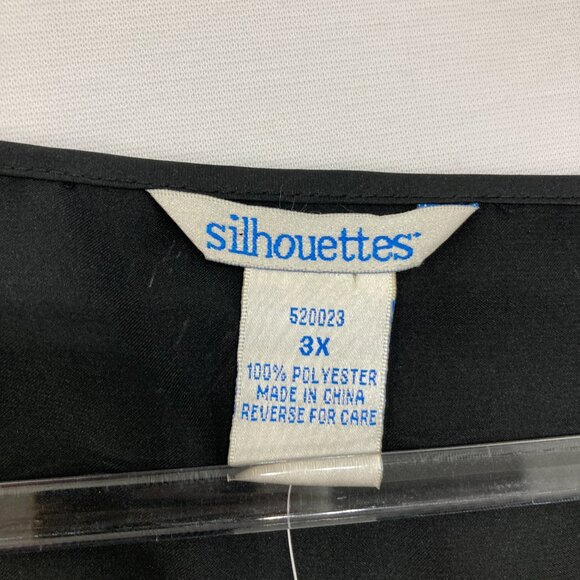 silhouettes
520023
3X
100% POLYESTER
MADE IN CHINA
REVERSE FOR CARE